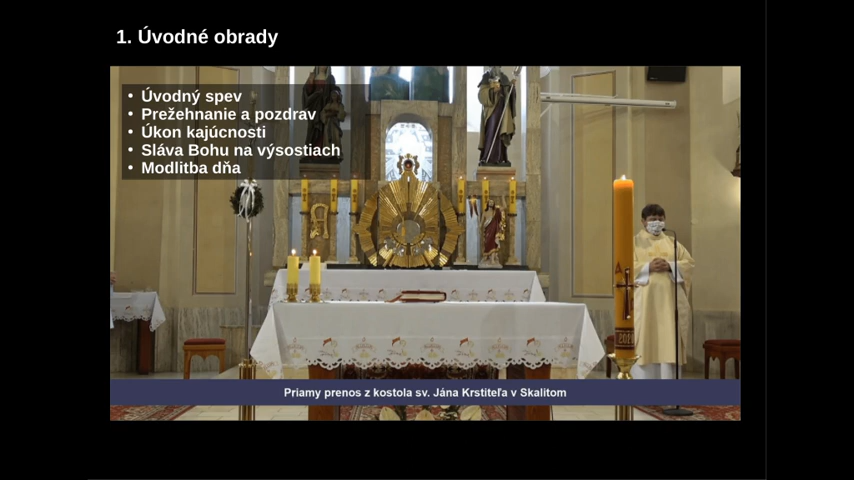 1. Úvodné obrady
• Úvodný spev
• Prežehnanie a pozdrav
• Úkon kajúcnosti
• Sláva Bohu na výsostiach
• Modlitba dňa
Priamy prenos z kostola sv. Jána Krstiteľa v Skalitom